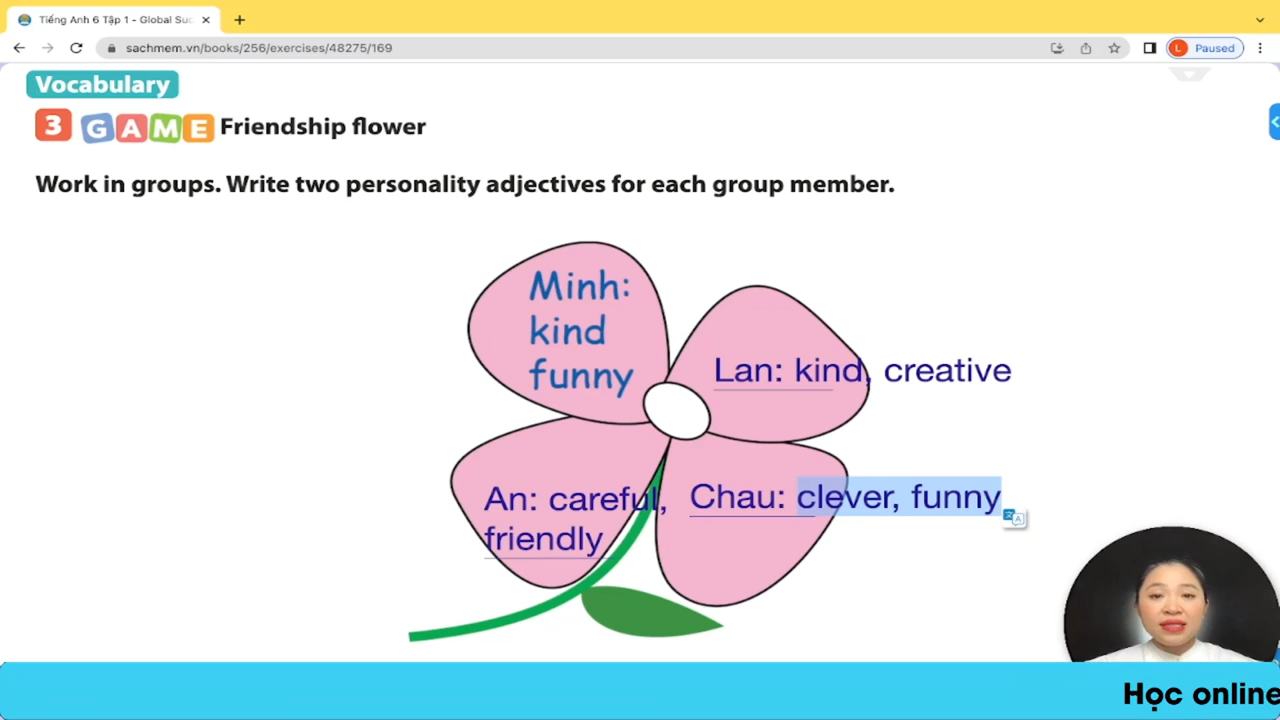 Tiếng Anh 6 Tập 1 - Global Suc
sachmem.vn/books/256/exercises/48275/169
L Paused
Vocabulary
3 GAME Friendship flower
Work in groups. Write two personality adjectives for each group member.
Minh:
kind
funny
Lan: kind, creative
An: careful,
friendly
Chau: clever, funny
Học online